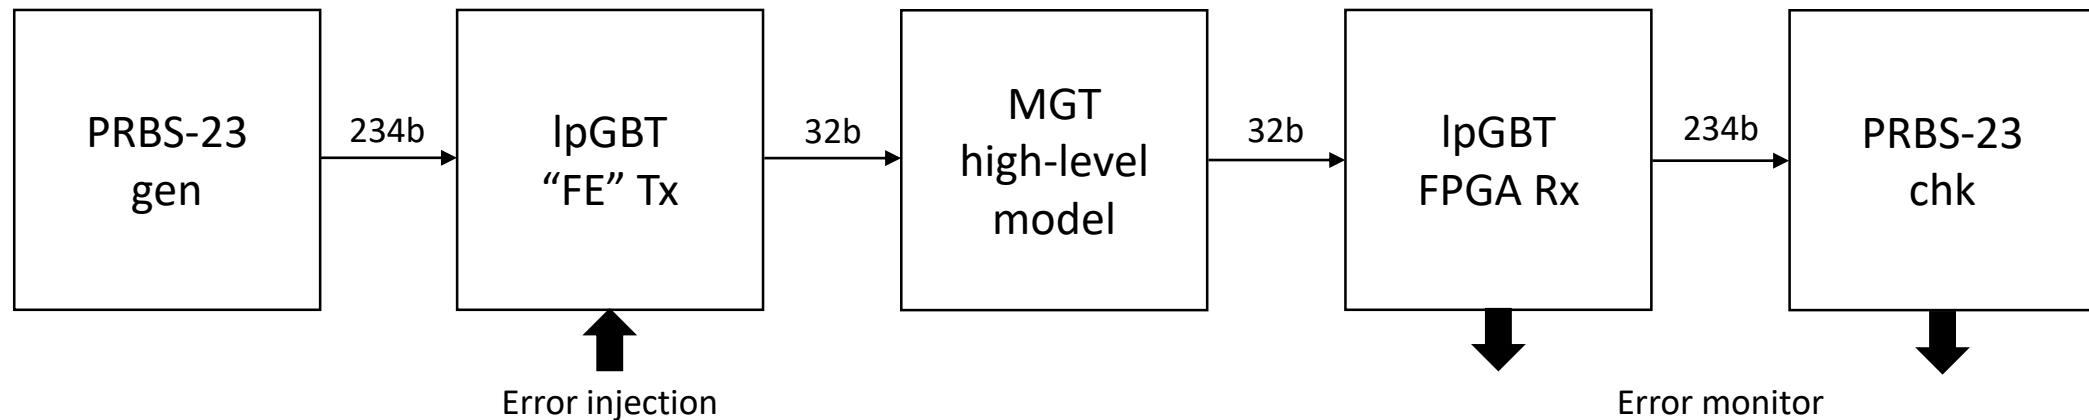 PRBS-23
gen
234b
lpGBT
“FE” Tx
32b
MGT
high-level
model
32b
lpGBT
FPGA Rx
234b
PRBS-23
chk
Error injection
Error monitor